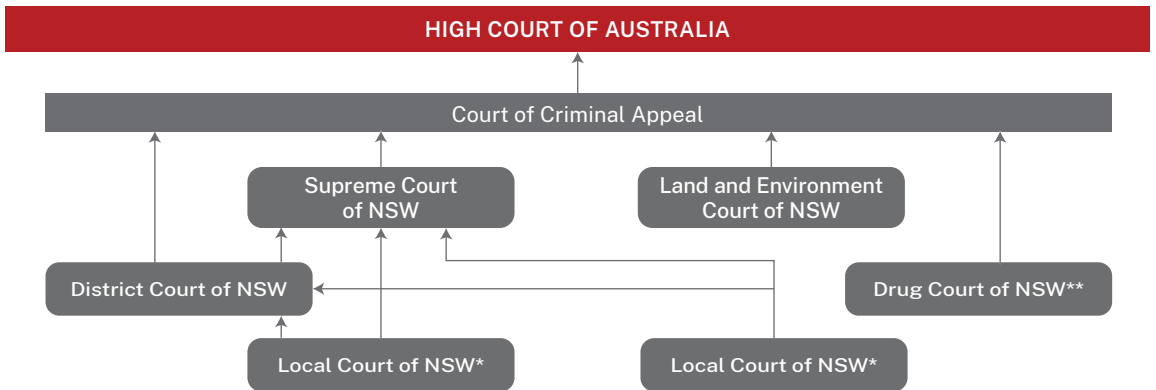 HIGH COURT OF AUSTRALIA
Court of Criminal Appeal
Supreme Court
of NSW
Land and Environment
Court of NSW
District Court of NSW
Drug Court of NSW**
Local Court of NSW*
Local Court of NSW*